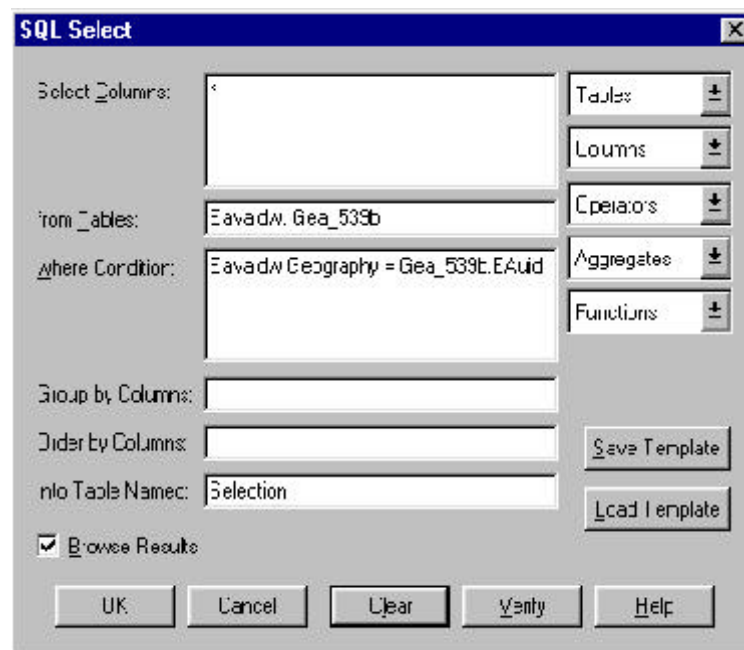 SQL Select
Select Columns:
*
Tables
Columns
from Tables:
Eavadw, Gea_539b
Operators
where Condition:
Eavadw.Geography = Gea_539b.EAuid
Aggregates
Functions
Group by Columns:
Order by Columns:
Save Template
into Table Named:
Selection
Load Template
Browse Results
OK
Cancel
Clear
Verify
Help